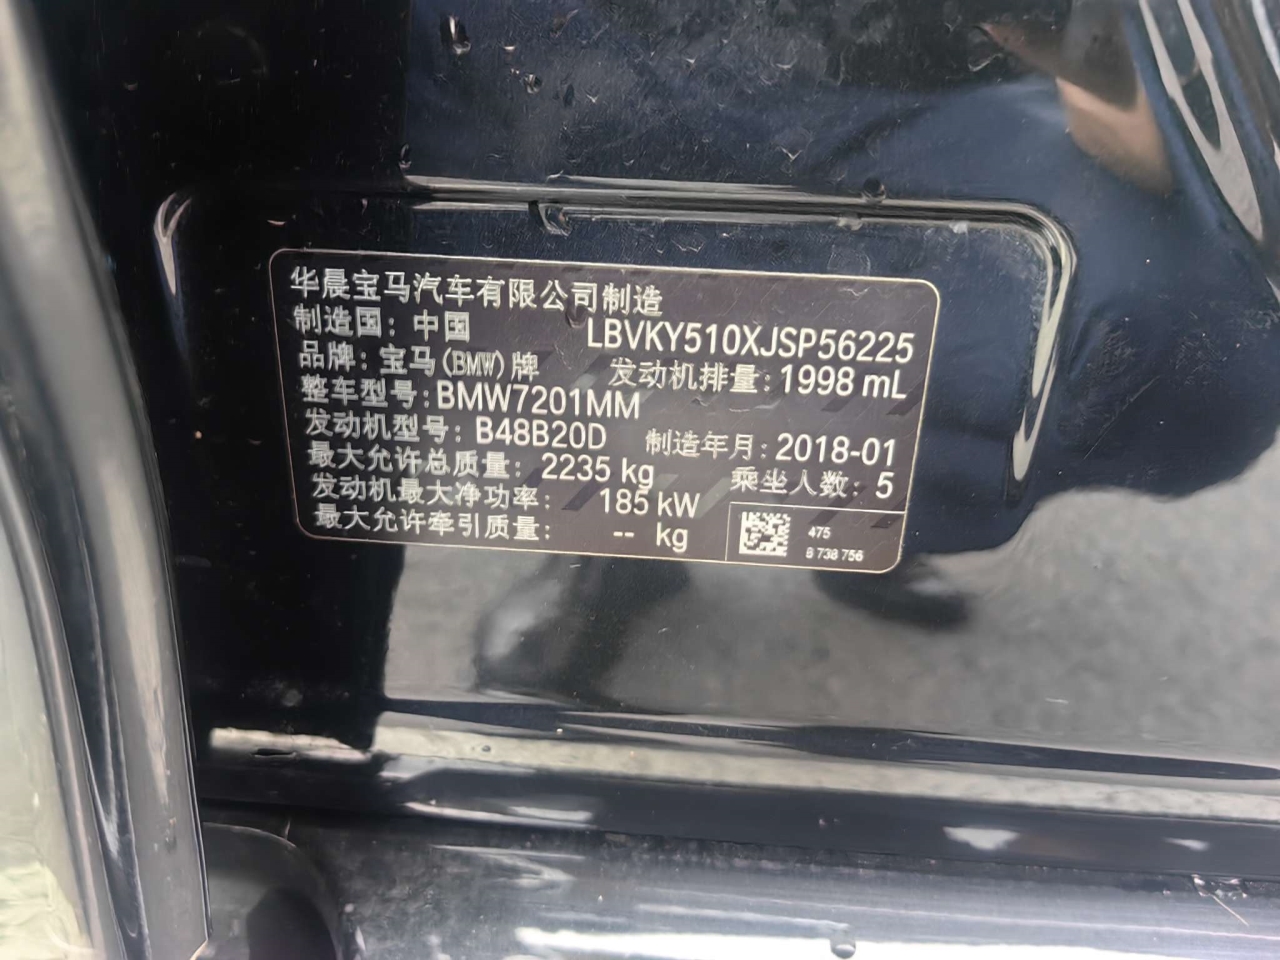 华晨宝马汽车有限公司制造
制造国：中国 LBVKY510XJSP56225
品牌：宝马(BMW)牌 发动机排量：1998 mL
整车型号：BMW7201MM
发动机型号：B48B20D 制造年月：2018-01
最大允许总质量：2235 kg 乘坐人数：5
发动机最大净功率：185 kW
最大允许牵引质量：-- kg
475
8 738 756